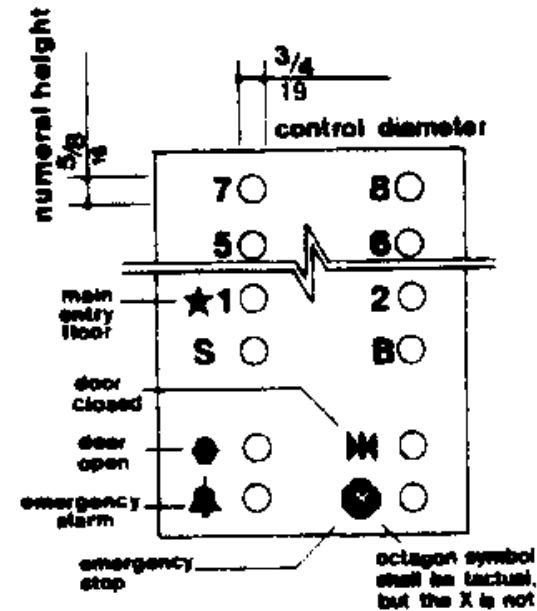 numeral height
5/8
16
3/4
19
control diameter
7 8
5 6
main
entry
floor
★1 2
S B
door
closed
door
open
emergency
alarm
emergency
stop
octagon symbol
shall be tactual,
but the X is not